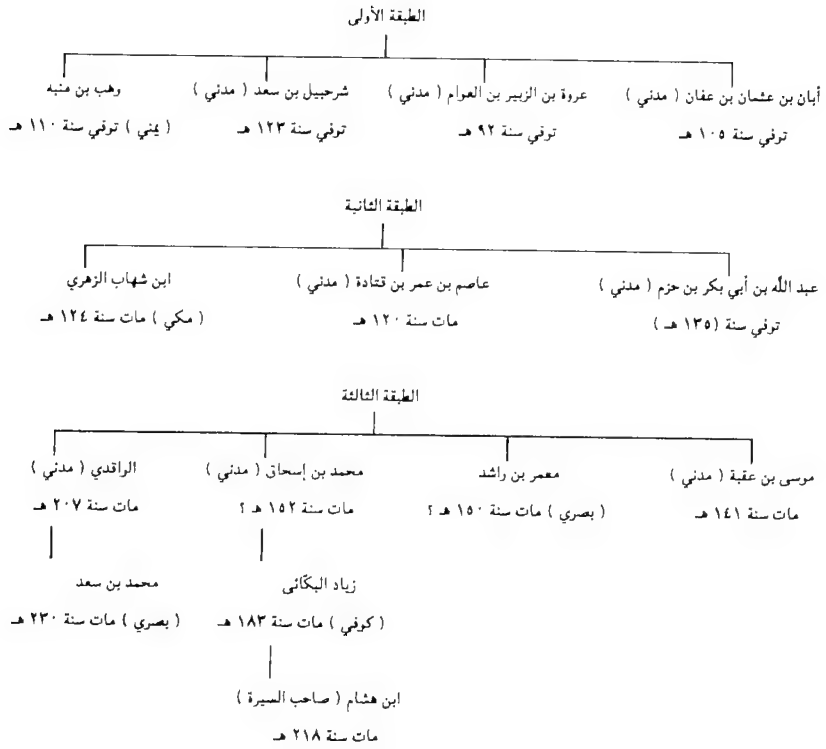 الطبقة الأولى
أبان بن عثمان بن عفان ( مدني ) عروة بن الزبير بن العوام ( مدني ) شرحبيل بن سعد ( مدني ) وهب بن منبه
توفي سنة ١٠٥ هـ توفي سنة ٩٢ هـ توفي سنة ١٢٣ هـ ( يمني ) توفي سنة ١١٠ هـ
الطبقة الثانية
عبد الله بن أبي بكر بن حزم ( مدني ) عاصم بن عمر بن قتادة ( مدني ) ابن شهاب الزهري
توفي سنة (١٣٥ هـ ) مات سنة ١٢٠ هـ ( مكي ) مات سنة ١٢٤ هـ
الطبقة الثالثة
موسى بن عقبة ( مدني ) معمر بن راشد محمد بن إسحاق ( مدني ) الواقدي ( مدني )
مات سنة ١٤١ هـ ( بصري ) مات سنة ١٥٠ هـ ؟ مات سنة ١٥٢ هـ ؟ مات سنة ٢٠٧ هـ
زياد البكّائى محمد بن سعد
( كوفي ) مات سنة ١٨٣ هـ ( بصري ) مات سنة ٢٣٠ هـ
ابن هشام ( صاحب السيرة )
مات سنة ٢١٨ هـ